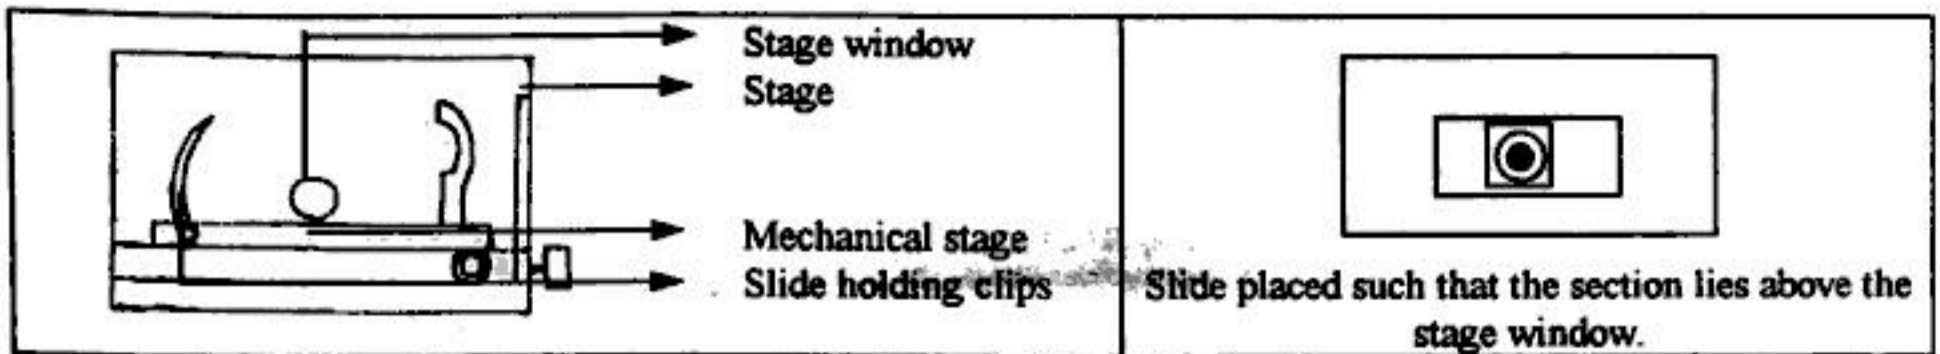 Stage window
Stage
Mechanical stage
Slide holding clips
Slide placed such that the section lies above the
stage window.